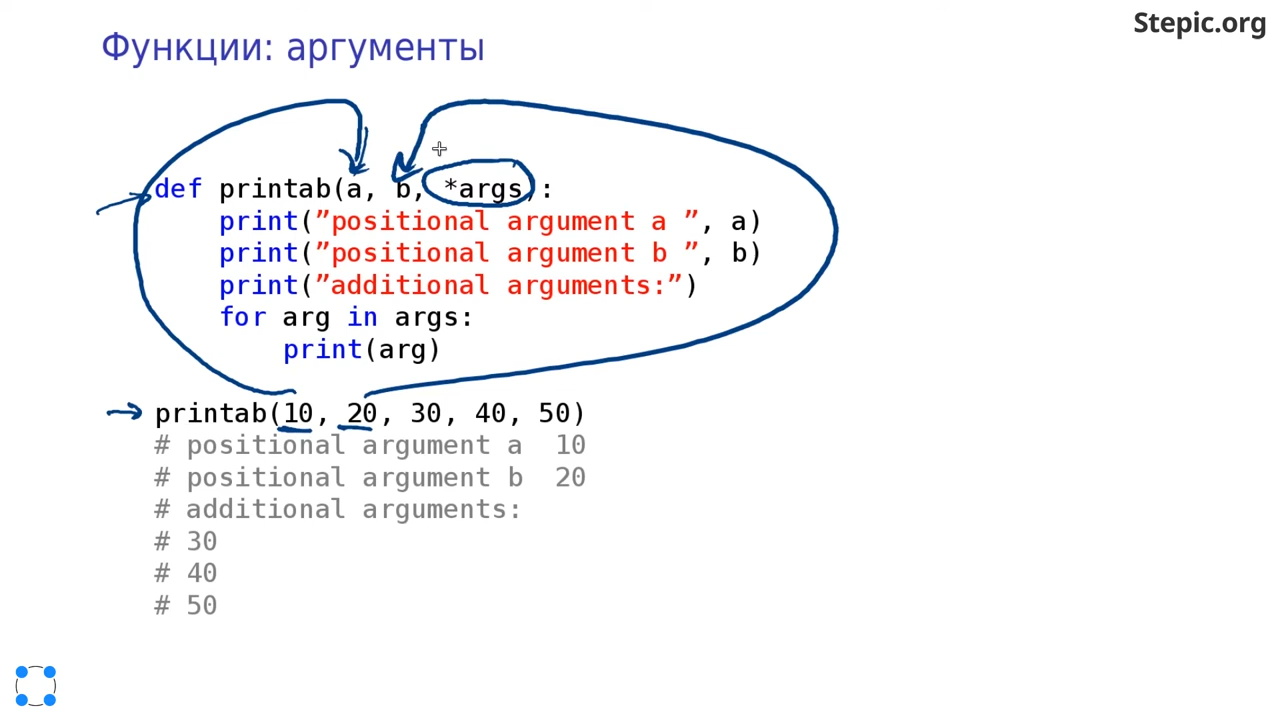 Stepic.org
Функции: аргументы
def printab(a, b, *args):
print(”positional argument a ”, a)
print(”positional argument b ”, b)
print(”additional arguments:”)
for arg in args:
print(arg)
printab(10, 20, 30, 40, 50)
# positional argument a  10
# positional argument b  20
# additional arguments:
# 30
# 40
# 50